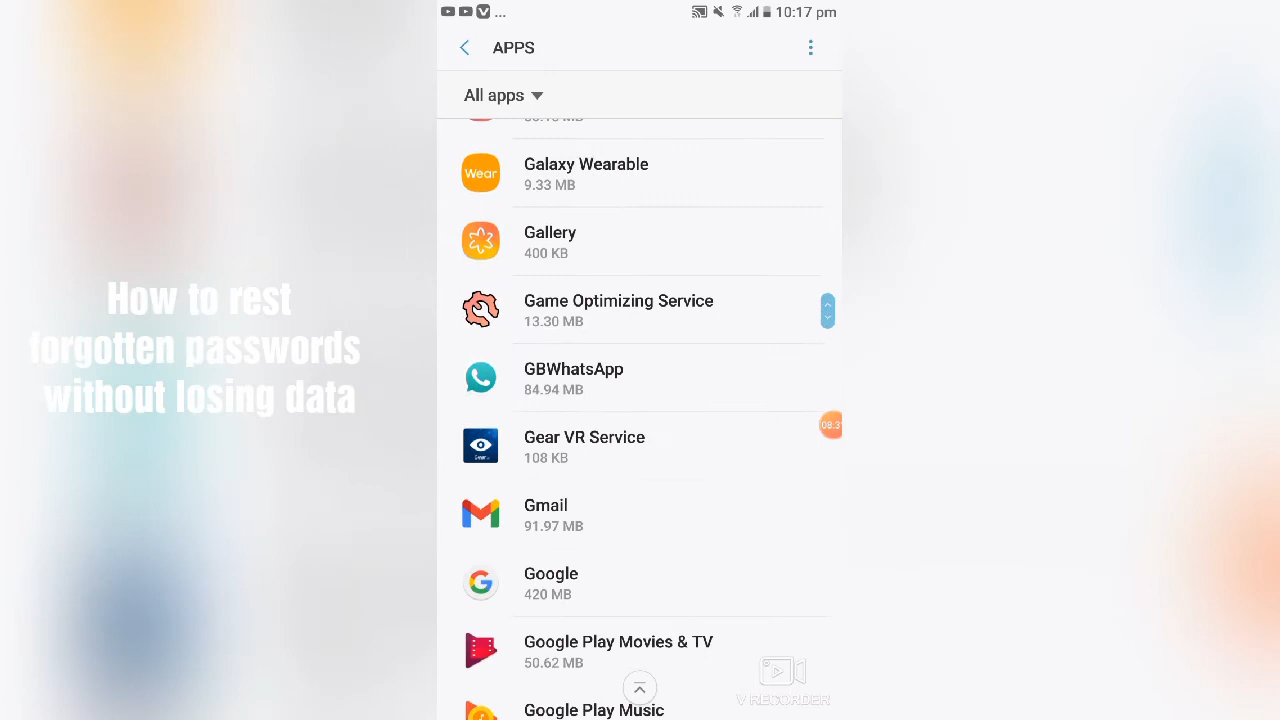 ...
10:17 pm
APPS
All apps
Wear
Galaxy Wearable
9.33 MB
Gallery
400 KB
Game Optimizing Service
13.30 MB
GBWhatsApp
84.94 MB
08:3
Gear VR Service
108 KB
Gmail
91.97 MB
Google
420 MB
Google Play Movies & TV
50.62 MB
Google Play Music
How to rest
forgotten passwords
without losing data
V RECORDER